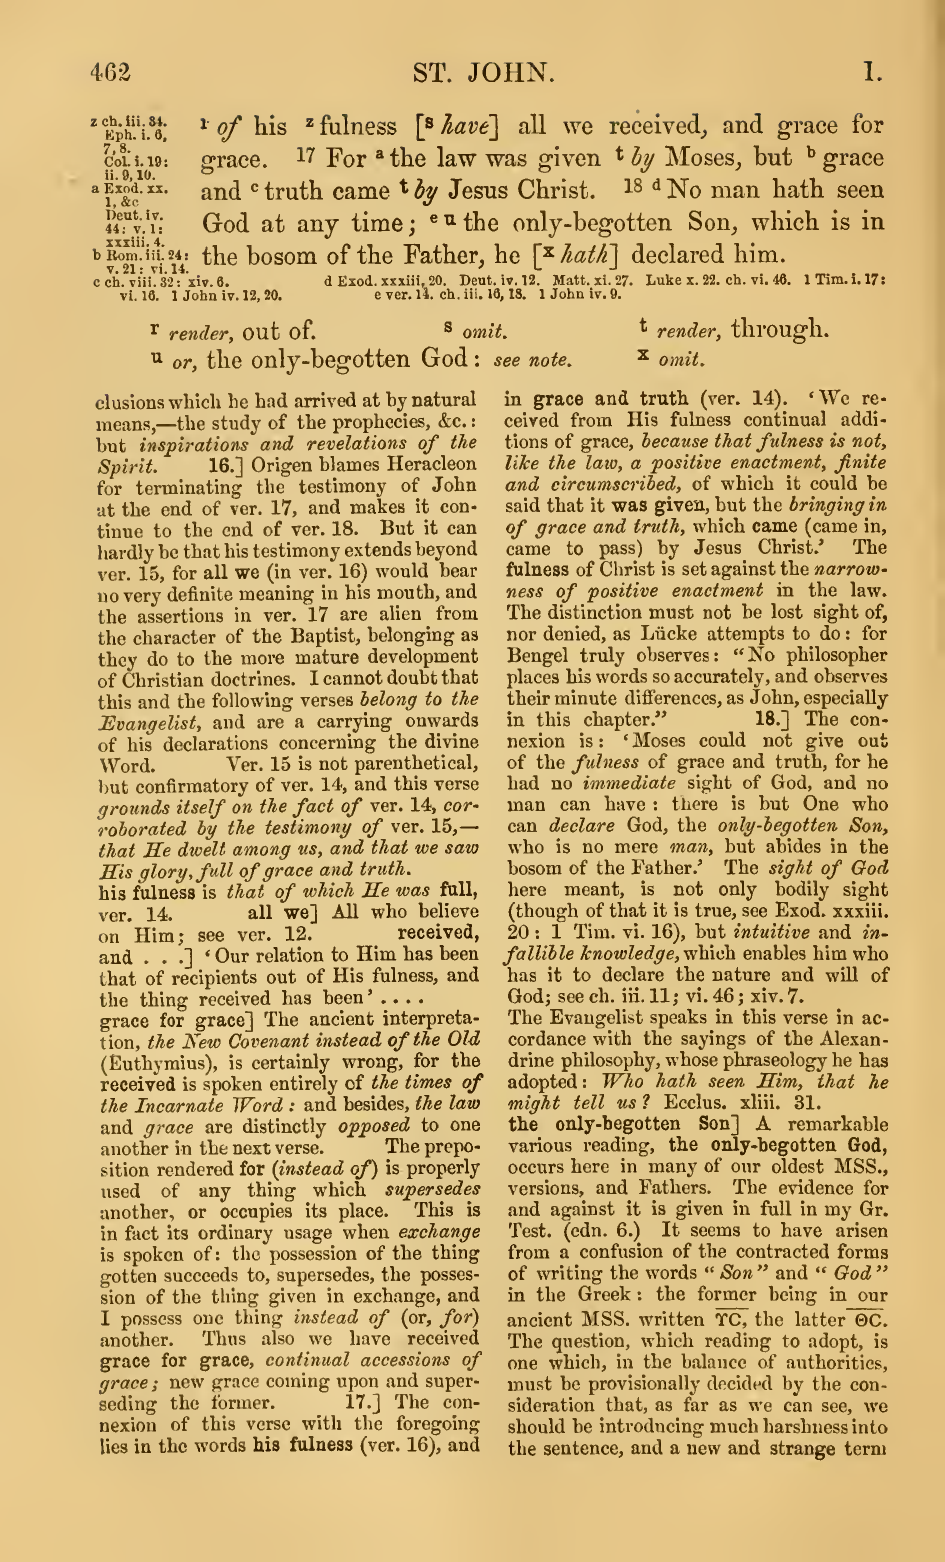 462
ST. JOHN.
I.
z ch. iii. 34.
Eph. i. 6,
7, 8.
Col. i. 19:
ii. 9, 10.
a Exod. xx.
1, &c
Deut. iv.
44: v. 1:
xxxiii. 4.
b Rom. iii. 24:
v. 21: vi. 14.
r of his z fulness [s have] all we received, and grace for
grace. 17 For a the law was given t by Moses, but b grace
and c truth came t by Jesus Christ. 18 d No man hath seen
God at any time; e u the only-begotten Son, which is in
the bosom of the Father, he [x hath] declared him.
c ch. viii. 32: xiv. 6. d Exod. xxxiii. 20. Deut. iv. 12. Matt. xi. 27. Luke x. 22. ch. vi. 46. 1 Tim. i. 17:
vi. 16. 1 John iv. 12, 20. e ver. 14. ch. iii. 16, 18. 1 John iv. 9.
r render, out of. s omit. t render, through.
u or, the only-begotten God: see note. x omit.
clusions which he had arrived at by natural
means,—the study of the prophecies, &c.:
but inspirations and revelations of the
Spirit. 16.] Origen blames Heracleon
for terminating the testimony of John
at the end of ver. 17, and makes it con-
tinue to the end of ver. 18. But it can
hardly be that his testimony extends beyond
ver. 15, for all we (in ver. 16) would bear
no very definite meaning in his mouth, and
the assertions in ver. 17 are alien from
the character of the Baptist, belonging as
they do to the more mature development
of Christian doctrines. I cannot doubt that
this and the following verses belong to the
Evangelist, and are a carrying onwards
of his declarations concerning the divine
Word. Ver. 15 is not parenthetical,
but confirmatory of ver. 14, and this verse
grounds itself on the fact of ver. 14, cor-
roborated by the testimony of ver. 15,—
that He dwelt among us, and that we saw
His glory, full of grace and truth.
his fulness is that of which He was full,
ver. 14. all we] All who believe
on Him; see ver. 12. received,
and . . .] ‘Our relation to Him has been
that of recipients out of His fulness, and
the thing received has been’ . . . .
grace for grace] The ancient interpreta-
tion, the New Covenant instead of the Old
(Euthymius), is certainly wrong, for the
received is spoken entirely of the times of
the Incarnate Word: and besides, the law
and grace are distinctly opposed to one
another in the next verse. The prepo-
sition rendered for (instead of) is properly
used of any thing which supersedes
another, or occupies its place. This is
in fact its ordinary usage when exchange
is spoken of: the possession of the thing
gotten succeeds to, supersedes, the posses-
sion of the thing given in exchange, and
I possess one thing instead of (or, for)
another. Thus also we have received
grace for grace, continual accessions of
grace; new grace coming upon and super-
seding the former. 17.] The con-
nexion of this verse with the foregoing
lies in the words his fulness (ver. 16), and
in grace and truth (ver. 14). ‘We re-
ceived from His fulness continual addi-
tions of grace, because that fulness is not,
like the law, a positive enactment, finite
and circumscribed, of which it could be
said that it was given, but the bringing in
of grace and truth, which came (came in,
came to pass) by Jesus Christ.’ The
fulness of Christ is set against the narrow-
ness of positive enactment in the law.
The distinction must not be lost sight of,
nor denied, as Lücke attempts to do: for
Bengel truly observes: “No philosopher
places his words so accurately, and observes
their minute differences, as John, especially
in this chapter.” 18.] The con-
nexion is: ‘Moses could not give out
of the fulness of grace and truth, for he
had no immediate sight of God, and no
man can have: there is but One who
can declare God, the only-begotten Son,
who is no mere man, but abides in the
bosom of the Father.’ The sight of God
here meant, is not only bodily sight
(though of that it is true, see Exod. xxxiii.
20: 1 Tim. vi. 16), but intuitive and in-
fallible knowledge, which enables him who
has it to declare the nature and will of
God; see ch. iii. 11; vi. 46; xiv. 7.
The Evangelist speaks in this verse in ac-
cordance with the sayings of the Alexan-
drine philosophy, whose phraseology he has
adopted: Who hath seen Him, that he
might tell us? Ecclus. xliii. 31.
the only-begotten Son] A remarkable
various reading, the only-begotten God,
occurs here in many of our oldest MSS.,
versions, and Fathers. The evidence for
and against it is given in full in my Gr.
Test. (edn. 6.) It seems to have arisen
from a confusion of the contracted forms
of writing the words “Son” and “God”
in the Greek: the former being in our
ancient MSS. written ΥC, the latter ΘC.
The question, which reading to adopt, is
one which, in the balance of authorities,
must be provisionally decided by the con-
sideration that, as far as we can see, we
should be introducing much harshness into
the sentence, and a new and strange term